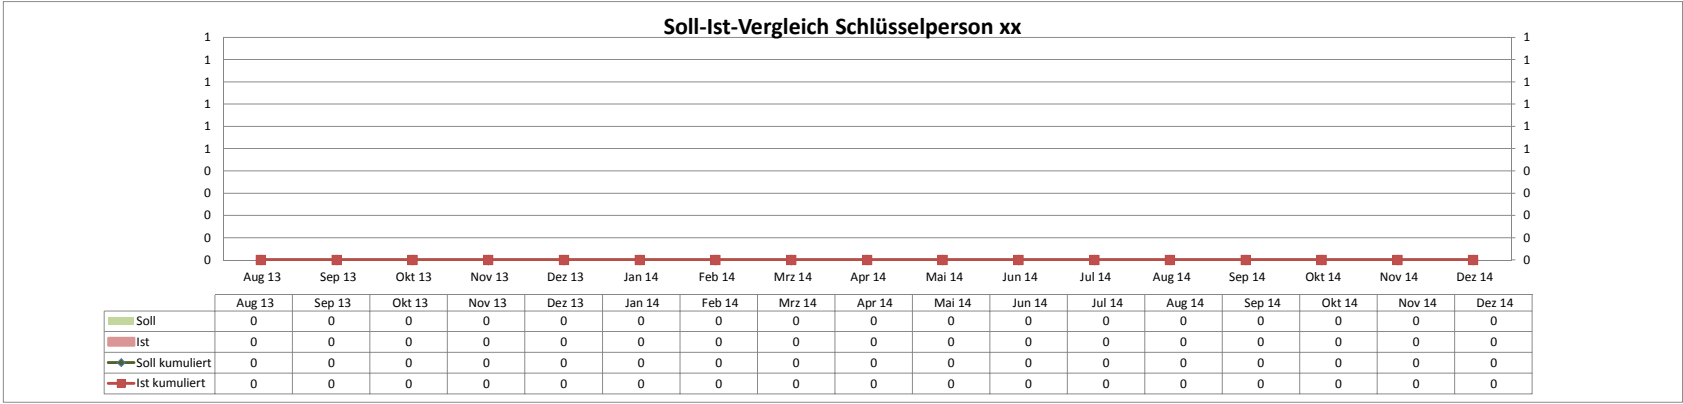 Soll-Ist-Vergleich Schlüsselperson xx
1 1
1 1
1 1
1 1
1 1
1 1
0 0
0 0
0 0
0 0
0 0
Aug 13 Sep 13 Okt 13 Nov 13 Dez 13 Jan 14 Feb 14 Mrz 14 Apr 14 Mai 14 Jun 14 Jul 14 Aug 14 Sep 14 Okt 14 Nov 14 Dez 14
Aug 13 Sep 13 Okt 13 Nov 13 Dez 13 Jan 14 Feb 14 Mrz 14 Apr 14 Mai 14 Jun 14 Jul 14 Aug 14 Sep 14 Okt 14 Nov 14 Dez 14
Soll 0 0 0 0 0 0 0 0 0 0 0 0 0 0 0 0 0
Ist 0 0 0 0 0 0 0 0 0 0 0 0 0 0 0 0 0
Soll kumuliert 0 0 0 0 0 0 0 0 0 0 0 0 0 0 0 0 0
Ist kumuliert 0 0 0 0 0 0 0 0 0 0 0 0 0 0 0 0 0